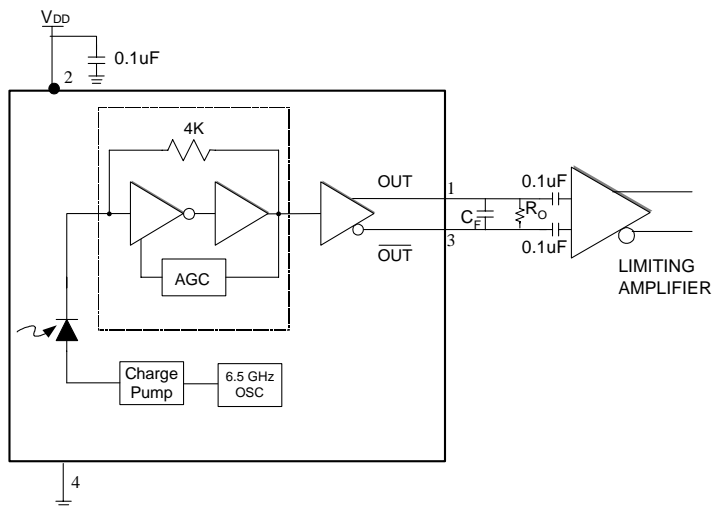 VDD
0.1uF
2
4K
OUT
1
0.1uF
CF
RO
OUT
3
0.1uF
AGC
LIMITING
AMPLIFIER
Charge
Pump
6.5 GHz
OSC
4